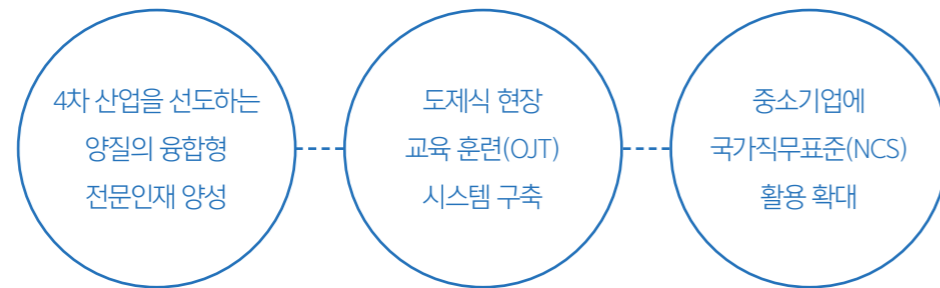 4차 산업을 선도하는
양질의 융합형
전문인재 양성
도제식 현장
교육 훈련(OJT)
시스템 구축
중소기업에
국가직무표준(NCS)
활용 확대